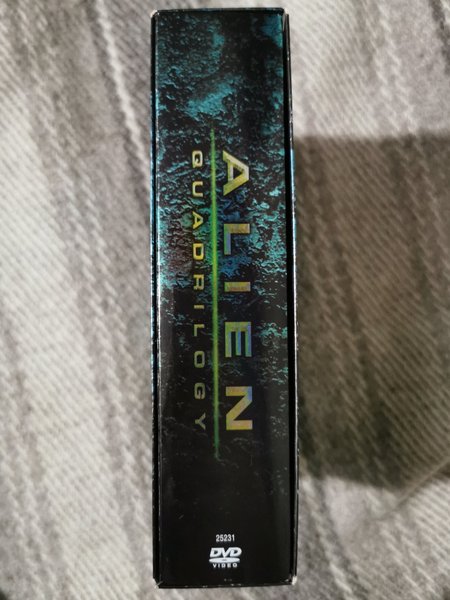 ALIEN
QUADRILOGY
25231
DVD
VIDEO